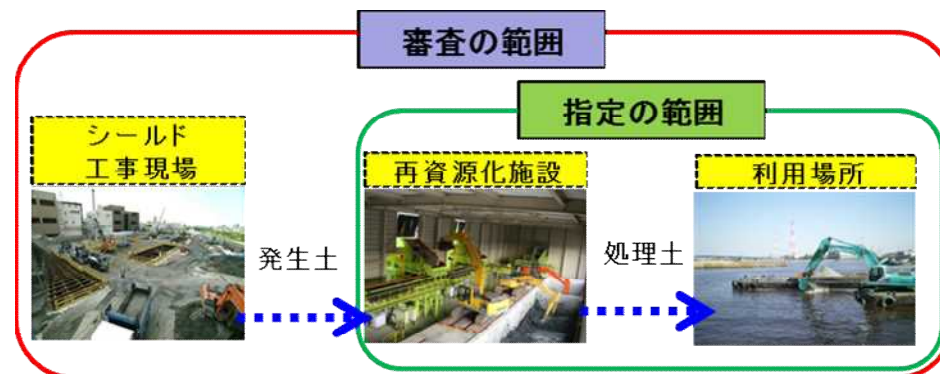 審査の範囲
指定の範囲
シールド
工事現場
再資源化施設
利用場所
発生土
処理土